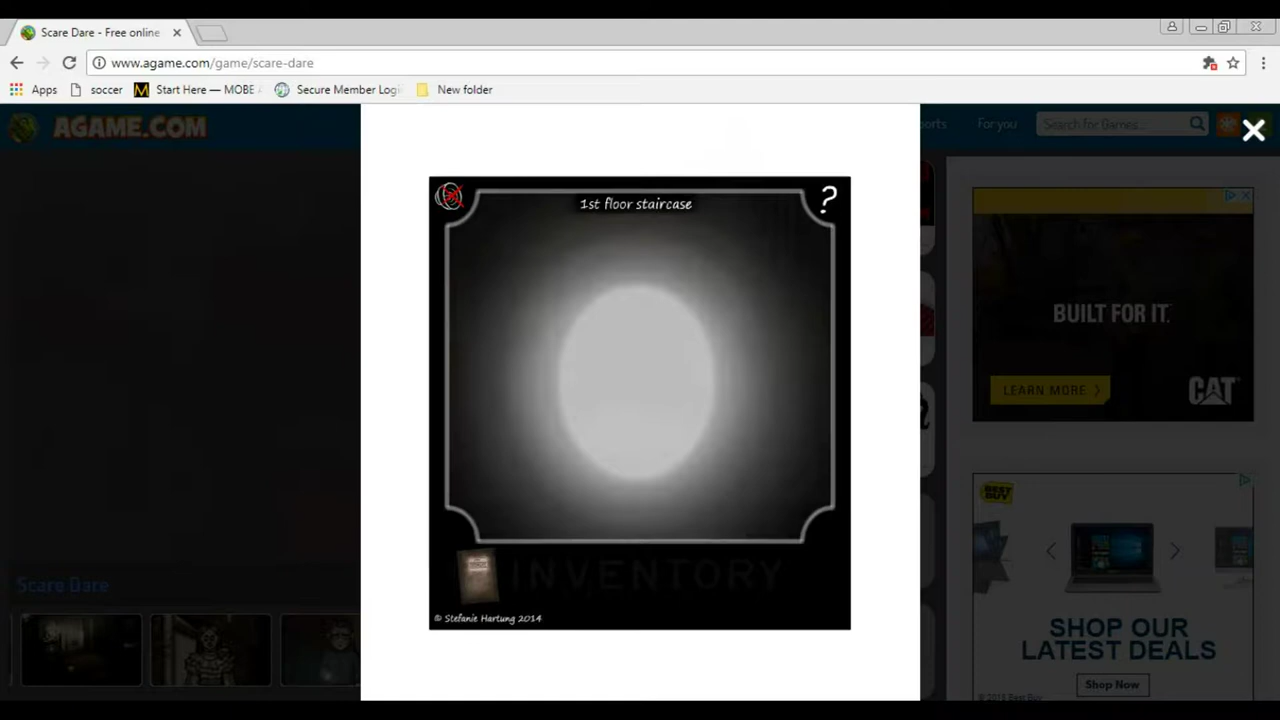 Scare Dare - Free online
www.agame.com/game/scare-dare
Apps
soccer
Start Here — MOBE
Secure Member Logi
New folder
AGAME.COM
orts
For you
Search for Games...
1st floor staircase
?
BUILT FOR IT.
LEARN MORE
CAT
INVENTORY
© Stefanie Hartung 2014
Scare Dare
BEST BUY
SHOP OUR
LATEST DEALS
Shop Now